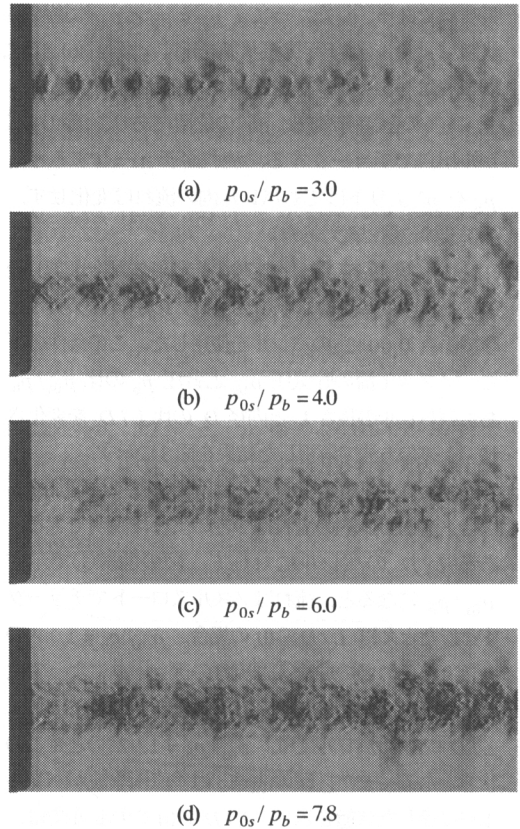 (a) p0s / pb = 3.0
(b) p0s / pb = 4.0
(c) p0s / pb = 6.0
(d) p0s / pb = 7.8